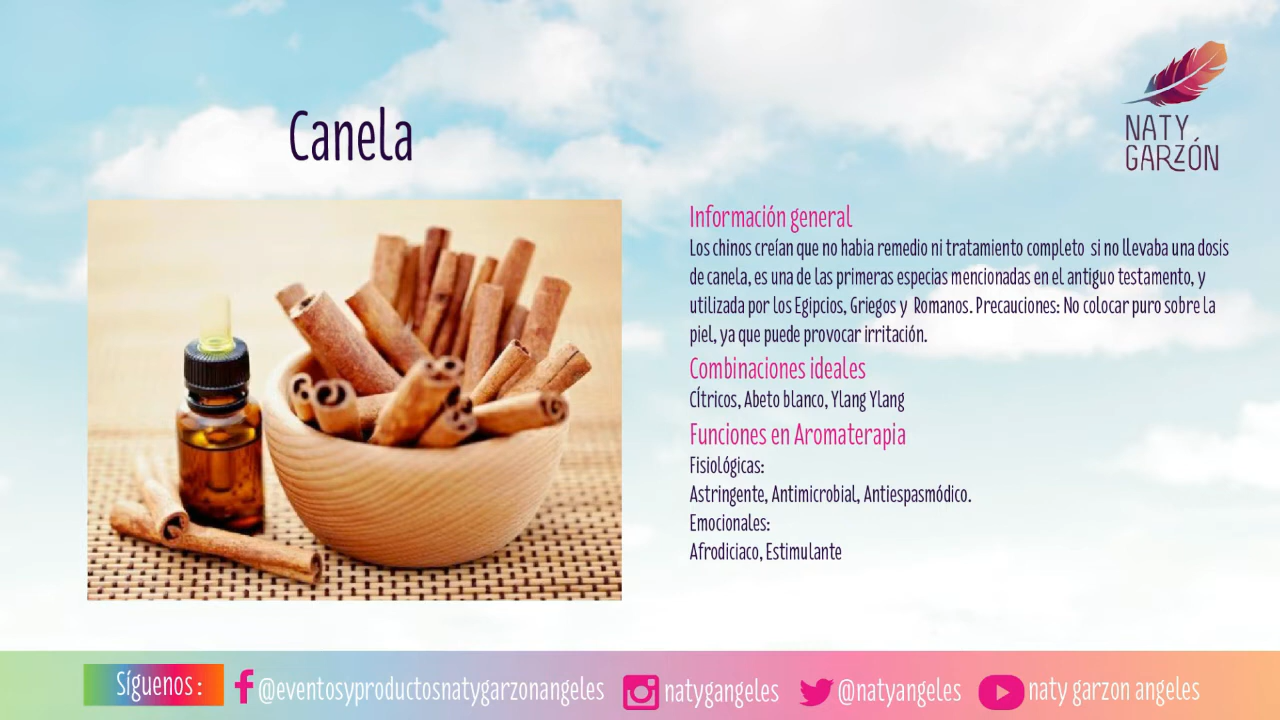 Canela
NATY
GARZÓN
Información general
Los chinos creían que no habia remedio ni tratamiento completo si no llevaba una dosis
de canela, es una de las primeras especias mencionadas en el antiguo testamento, y
utilizada por los Egipcios, Griegos y Romanos. Precauciones: No colocar puro sobre la
piel, ya que puede provocar irritación.
Combinaciones ideales
CÍtricos, Abeto blanco, Ylang Ylang
Funciones en Aromaterapia
Fisiológicas:
Astringente, Antimicrobial, Antiespasmódico.
Emocionales:
Afrodiciaco, Estimulante
Síguenos : @eventosyproductosnatygarzonangeles natygangeles @natyangeles naty garzon angeles